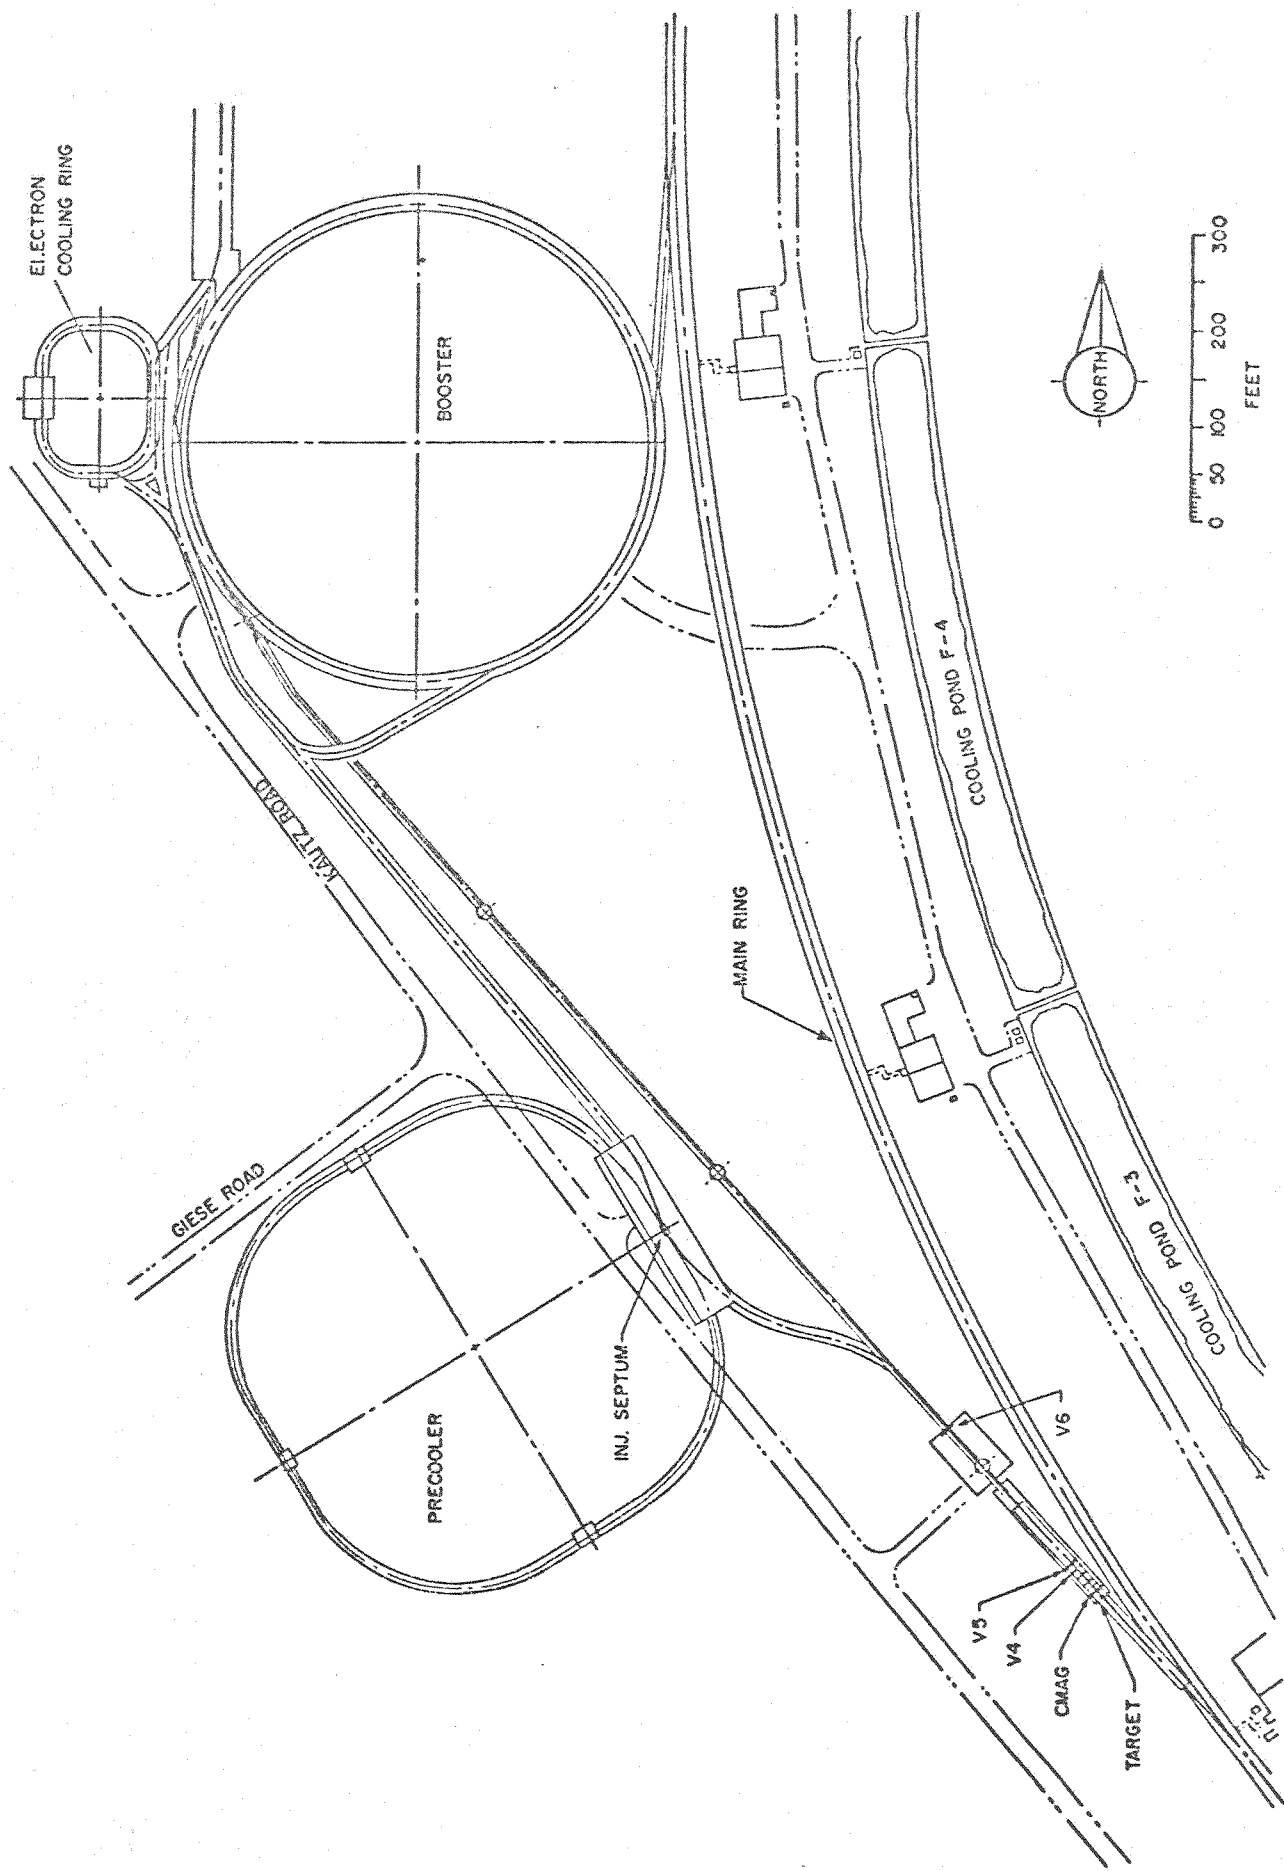 ELECTRON
COOLING RING
BOOSTER
KAUTZ ROAD
GIESE ROAD
PRECOOLER
INJ. SEPTUM
MAIN RING
COOLING POND F-4
COOLING POND F-3
V6
V5
V4
CMAG
TARGET
NORTH
0 50 100 200 300
FEET